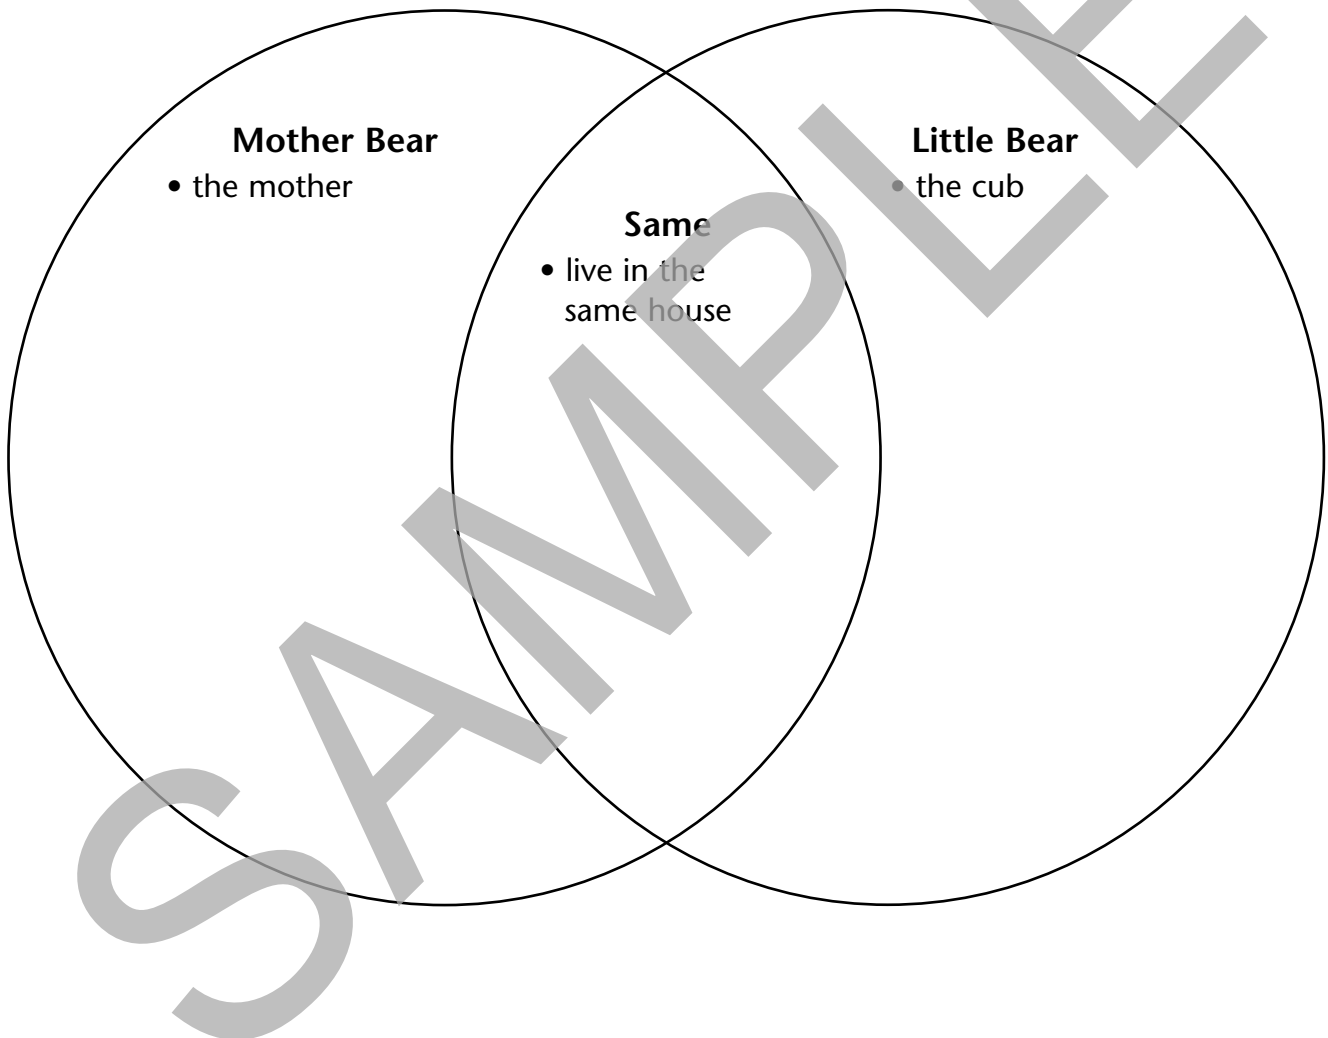 Mother Bear
• the mother
Same
• live in the
same house
Little Bear
• the cub
SAMPLE